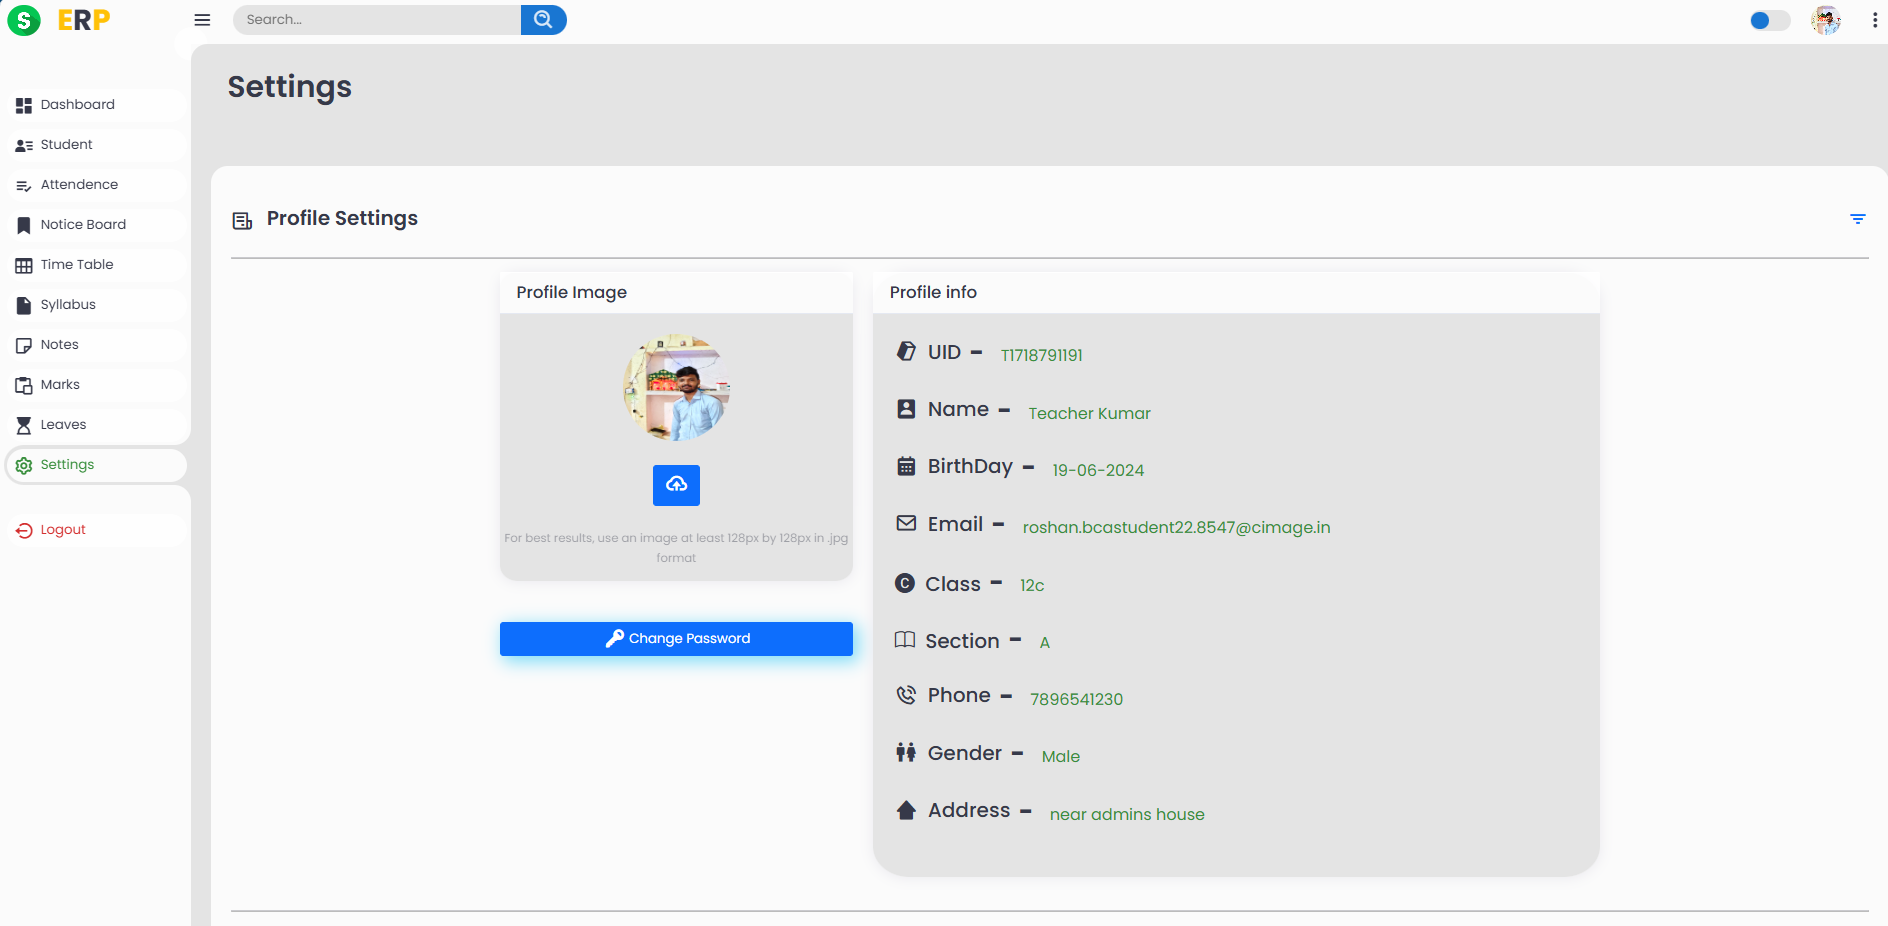 S ERP
Search...
Settings
Dashboard
Student
Attendence
Notice Board
Time Table
Syllabus
Notes
Marks
Leaves
Settings
Logout
Profile Settings
Profile Image
For best results, use an image at least 128px by 128px in .jpg
format
Change Password
Profile info
UID - T1718791191
Name - Teacher Kumar
BirthDay - 19-06-2024
Email - roshan.bcastudent22.8547@cimage.in
C Class - 12c
Section - A
Phone - 7896541230
Gender - Male
Address - near admins house